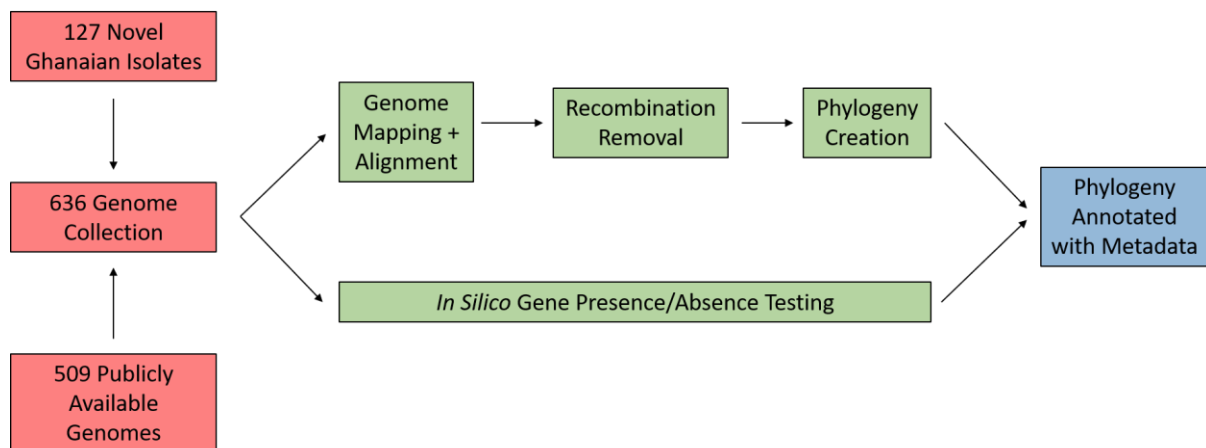 127 Novel
Ghanaian Isolates
636 Genome
Collection
509 Publicly
Available
Genomes
Genome
Mapping +
Alignment
Recombination
Removal
Phylogeny
Creation
In Silico Gene Presence/Absence Testing
Phylogeny
Annotated
with Metadata